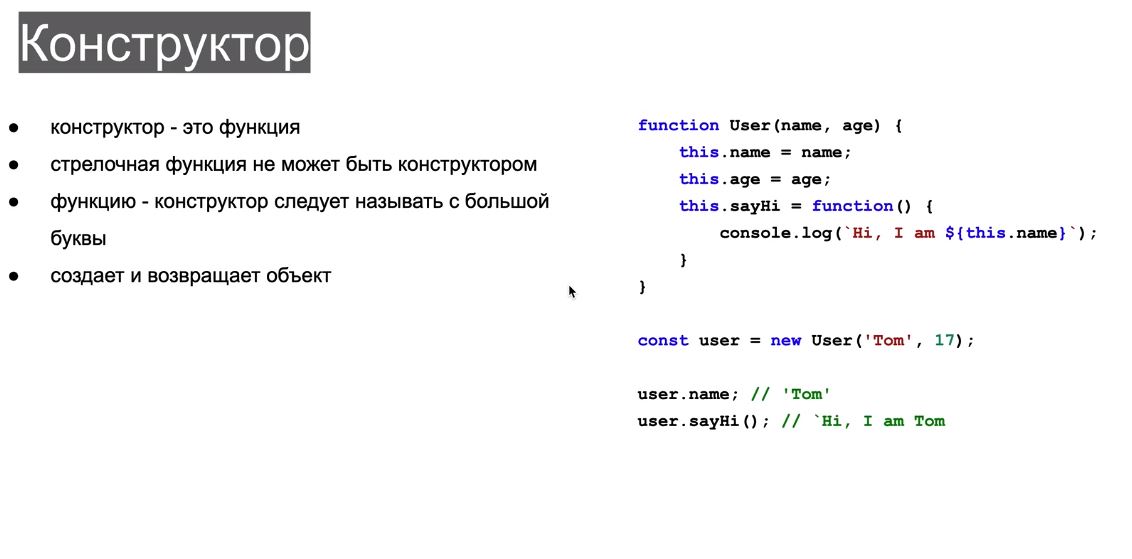 Конструктор
● конструктор - это функция
● стрелочная функция не может быть конструктором
● функцию - конструктор следует называть с большой
буквы
● создает и возвращает объект
function User(name, age) {
    this.name = name;
    this.age = age;
    this.sayHi = function() {
        console.log(`Hi, I am ${this.name}`);
    }
}
const user = new User('Tom', 17);
user.name; // 'Tom'
user.sayHi(); // `Hi, I am Tom